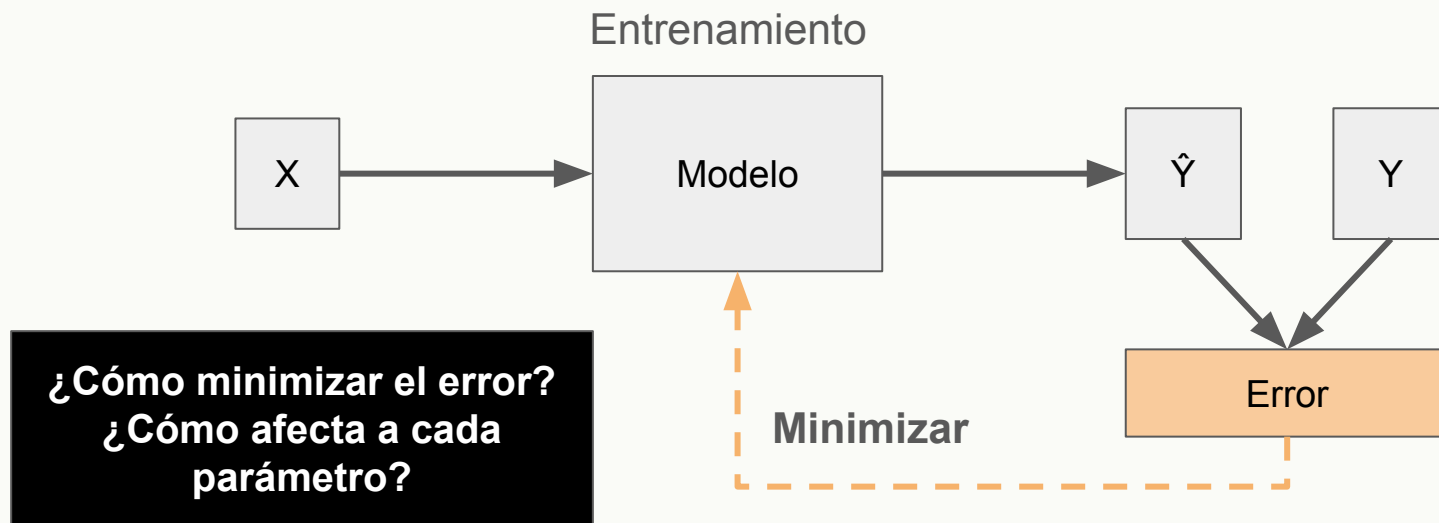 Entrenamiento
X
Modelo
Ŷ
Y
¿Cómo minimizar el error?
¿Cómo afecta a cada
parámetro?
Minimizar
Error